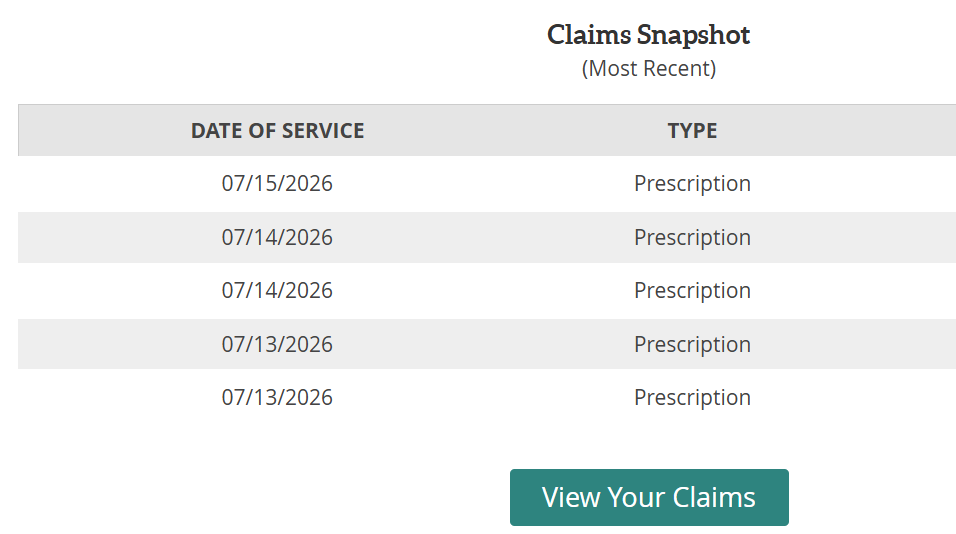 Claims Snapshot
(Most Recent)
DATE OF SERVICE TYPE
07/15/2026 Prescription
07/14/2026 Prescription
07/14/2026 Prescription
07/13/2026 Prescription
07/13/2026 Prescription
View Your Claims